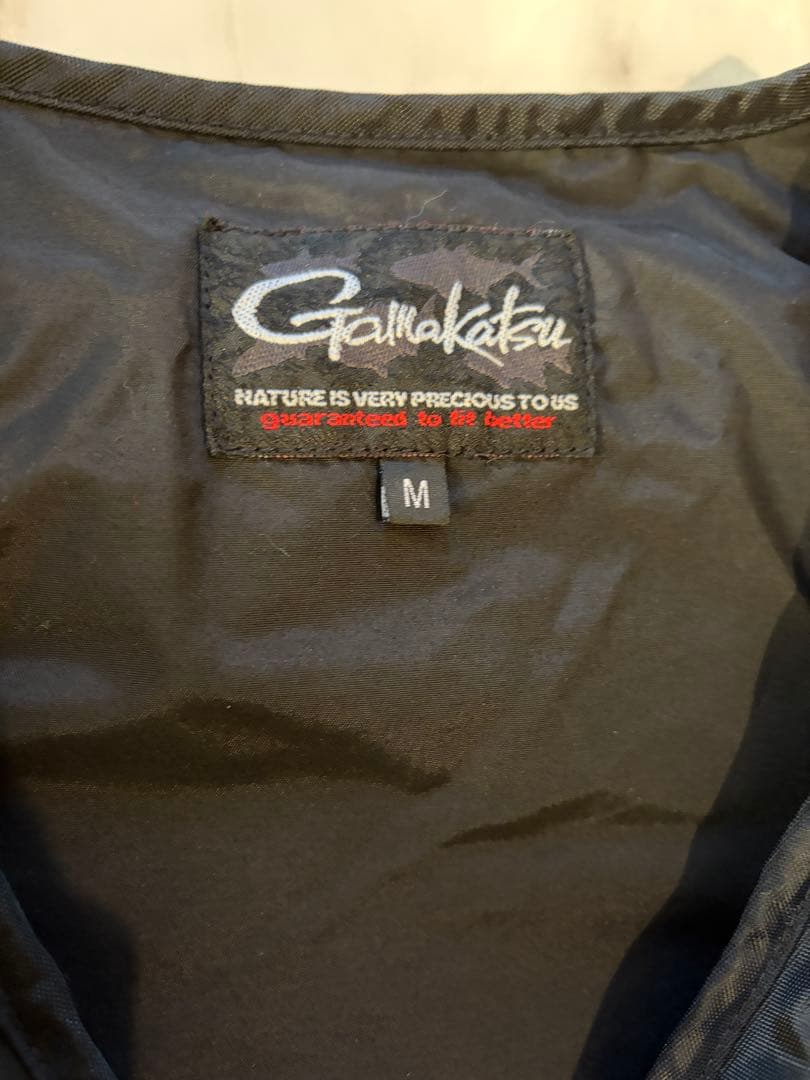 Gamakatsu
NATURE IS VERY PRECIOUS TO US
guaranteed to fit better
M